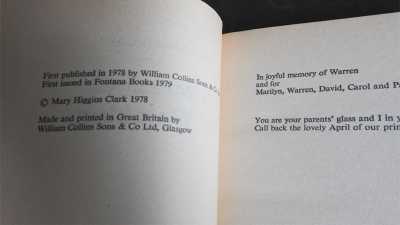 First published in 1978 by William Collins Sons & Co
First issued in Fontana Books 1979
© Mary Higgins Clark 1978
Made and printed in Great Britain by
William Collins Sons & Co Ltd, Glasgow
In joyful memory of Warren
and for
Marilyn, Warren, David, Carol and
You are your parents' glass and I in
Call back the lovely April of our